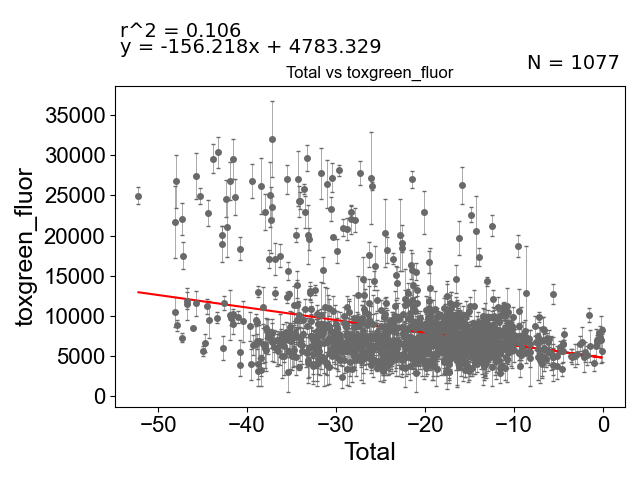 r^2 = 0.106
y = -156.218x + 4783.329
N = 1077
Total vs toxgreen_fluor
35000
30000
25000
20000
15000
10000
5000
0
toxgreen_fluor
−50
−40
−30
−20
−10
0
Total